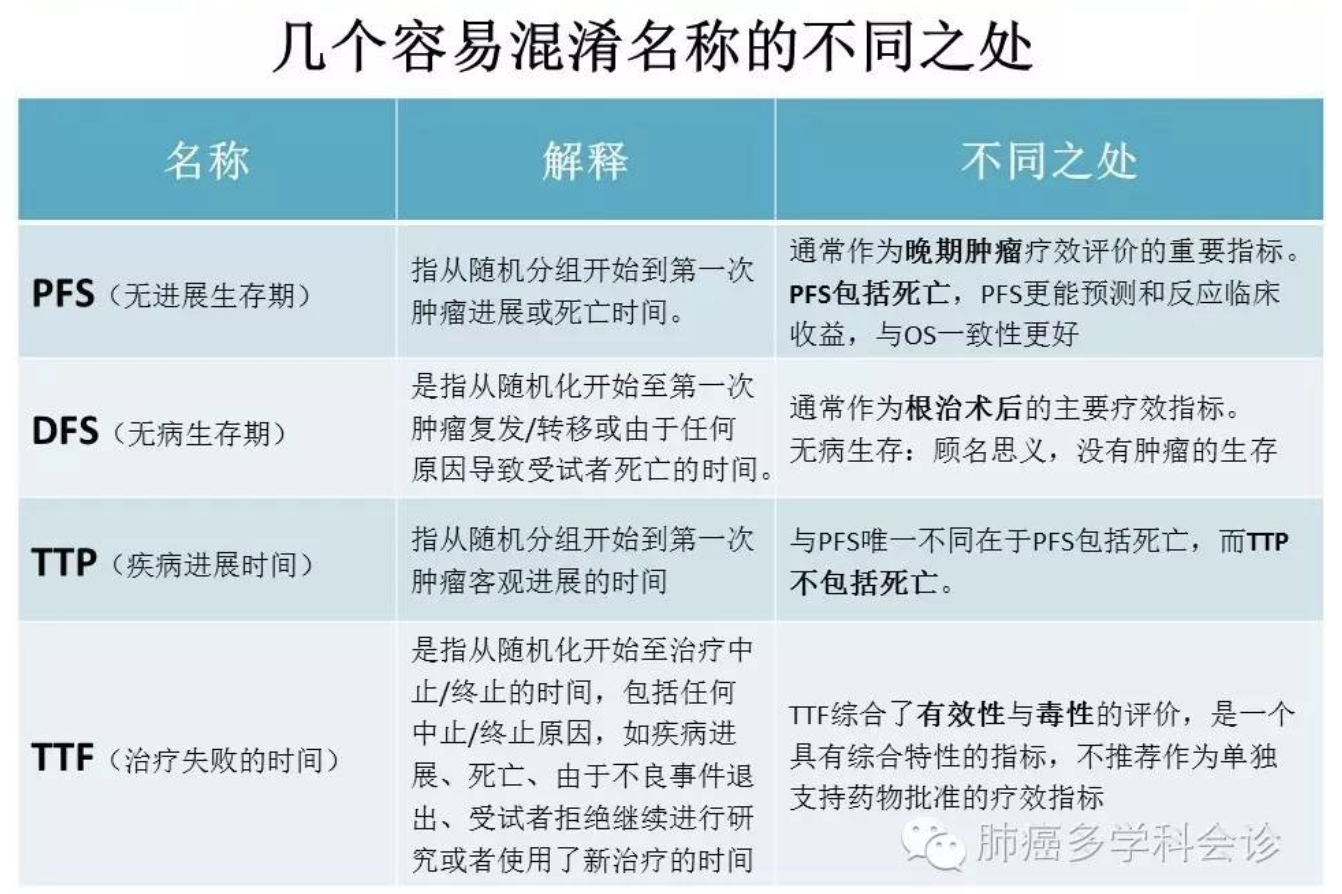 几个容易混淆名称的不同之处
名称
解释
不同之处
PFS（无进展生存期）
指从随机分组开始到第一次
肿瘤进展或死亡时间。
通常作为晚期肿瘤疗效评价的重要指标。
PFS包括死亡，PFS更能预测和反应临床
收益，与OS一致性更好
DFS（无病生存期）
是指从随机化开始至第一次
肿瘤复发/转移或由于任何
原因导致受试者死亡的时间。
通常作为根治术后的主要疗效指标。
无病生存：顾名思义，没有肿瘤的生存
TTP（疾病进展时间）
指从随机分组开始到第一次
肿瘤客观进展的时间
与PFS唯一不同在于PFS包括死亡，而TTP
不包括死亡。
TTF（治疗失败的时间）
是指从随机化开始至治疗中
止/终止的时间，包括任何
中止/终止原因，如疾病进
展、死亡、由于不良事件退
出、受试者拒绝继续进行研
究或者使用了新治疗的时间
TTF综合了有效性与毒性的评价，是一个
具有综合特性的指标，不推荐作为单独
支持药物批准的疗效指标
肺癌多学科会诊